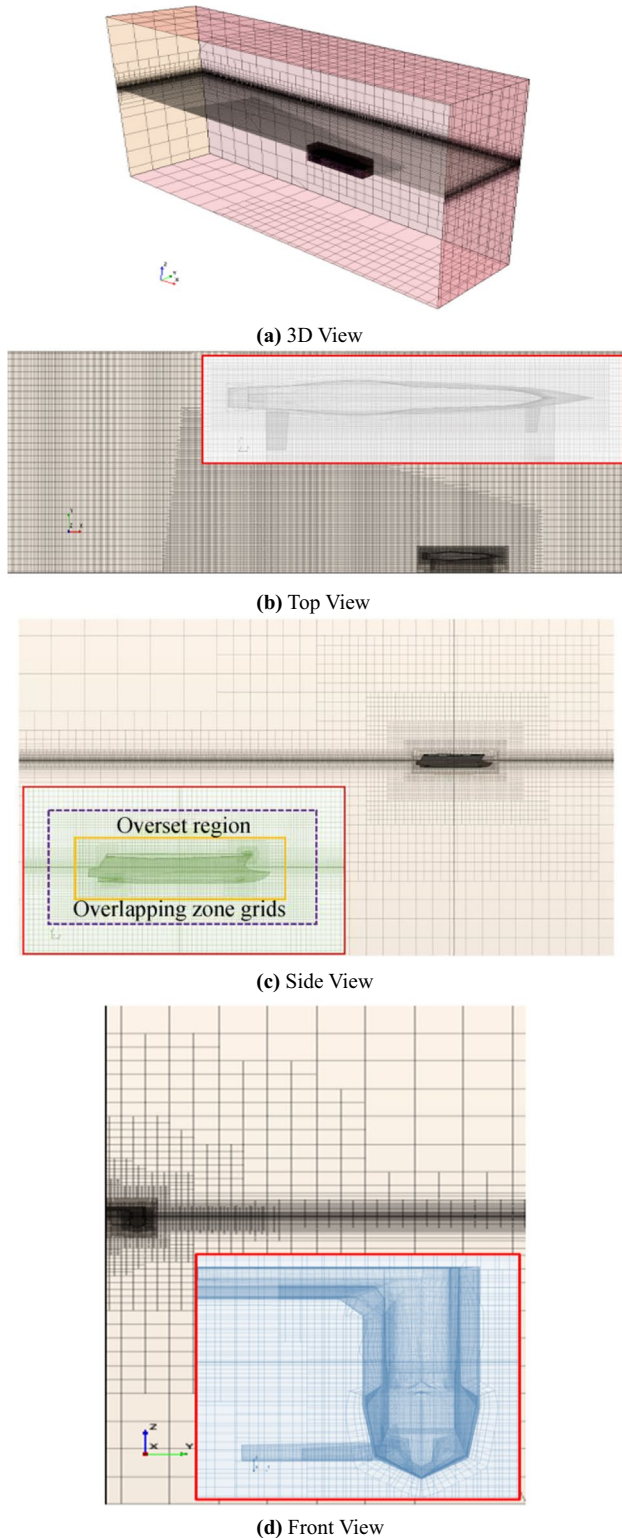 (a) 3D View
(b) Top View
Overset region
Overlapping zone grids
(c) Side View
Z
X
Y
(d) Front View